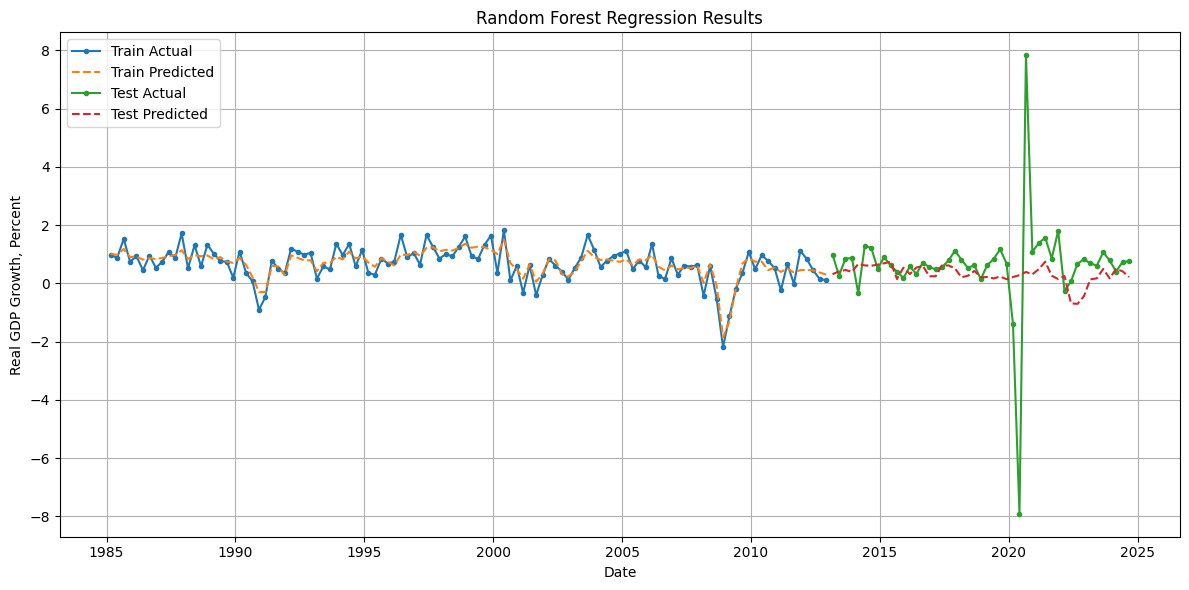 Random Forest Regression Results
Train Actual
Train Predicted
Test Actual
Test Predicted
8
6
4
2
0
−2
−4
−6
−8
Real GDP Growth, Percent
1985 1990 1995 2000 2005 2010 2015 2020 2025
Date